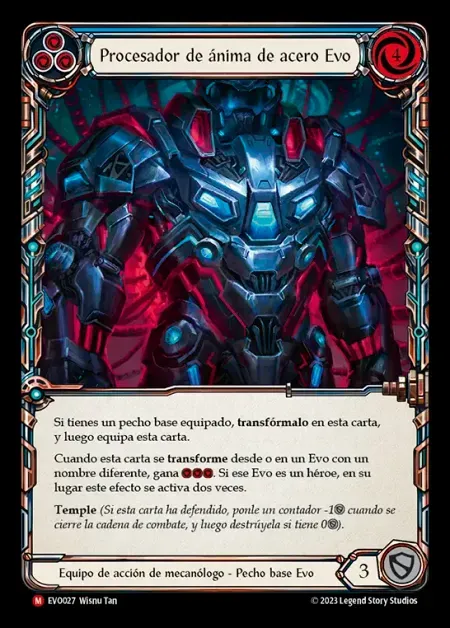 Procesador de ánima de acero Evo
4
Si tienes un pecho base equipado, transfórmalo en esta carta,
y luego equipa esta carta.
Cuando esta carta se transforme desde o en un Evo con un
nombre diferente, gana. Si ese Evo es un héroe, en su
lugar este efecto se activa dos veces.
Temple (Si esta carta ha defendido, ponle un contador -1 cuando se
cierre la cadena de combate, y luego destrúyela si tiene 0).
Equipo de acción de mecanólogo - Pecho base Evo
3
M EVO027 Wisnu Tan
© 2023 Legend Story Studios